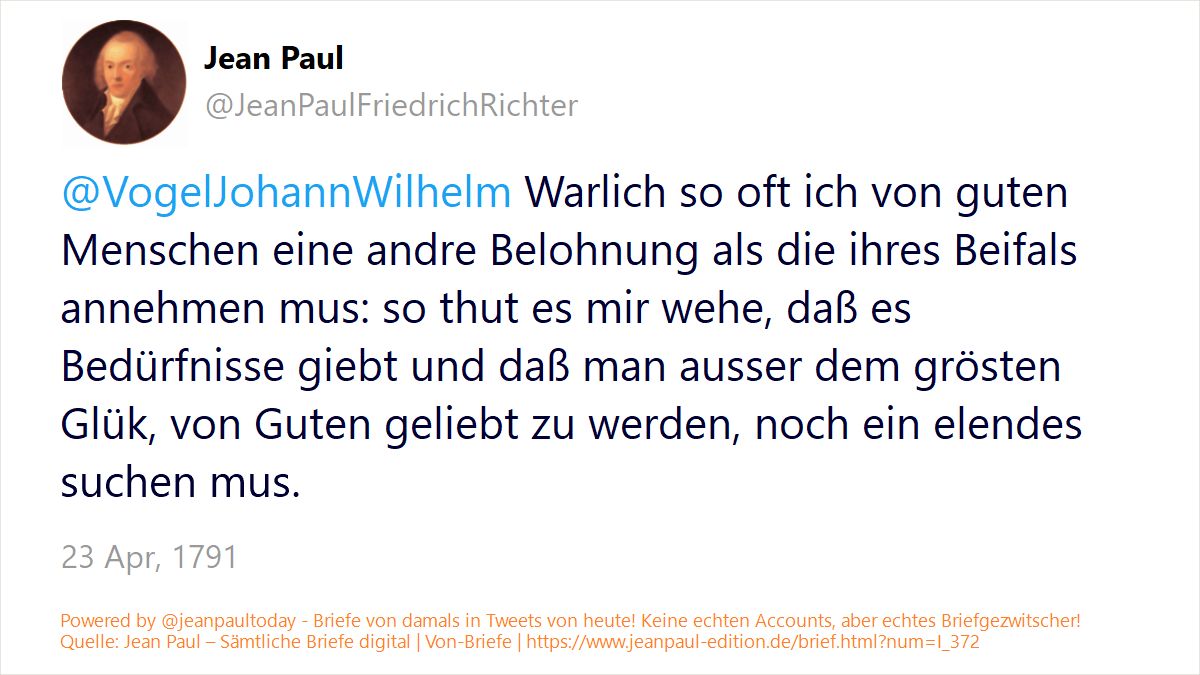 Jean Paul
@JeanPaulFriedrichRichter
@VogelJohannWilhelm Warlich so oft ich von guten
Menschen eine andre Belohnung als die ihres Beifals
annehmen mus: so thut es mir wehe, daß es
Bedürfnisse giebt und daß man ausser dem grösten
Glük, von Guten geliebt zu werden, noch ein elendes
suchen mus.
23 Apr, 1791
Powered by @jeanpaultoday - Briefe von damals in Tweets von heute! Keine echten Accounts, aber echtes Briefgezwitscher!
Quelle: Jean Paul – Sämtliche Briefe digital | Von-Briefe | https://www.jeanpaul-edition.de/brief.html?num=I_372